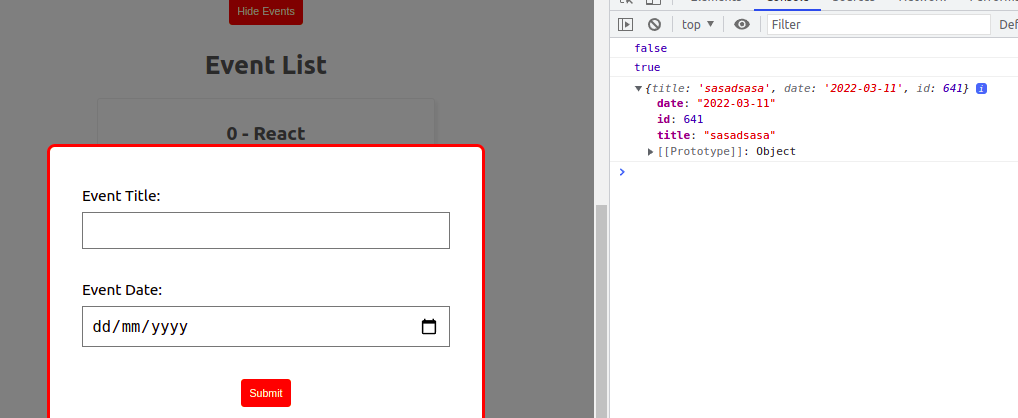 Hide Events
Event List
0 - React
Event Title:
Event Date:
dd/mm/yyyy
Submit
top
Filter
Def
false
true
{title: 'sasadsasa', date: '2022-03-11', id: 641}
date: "2022-03-11"
id: 641
title: "sasadsasa"
[[Prototype]]: Object